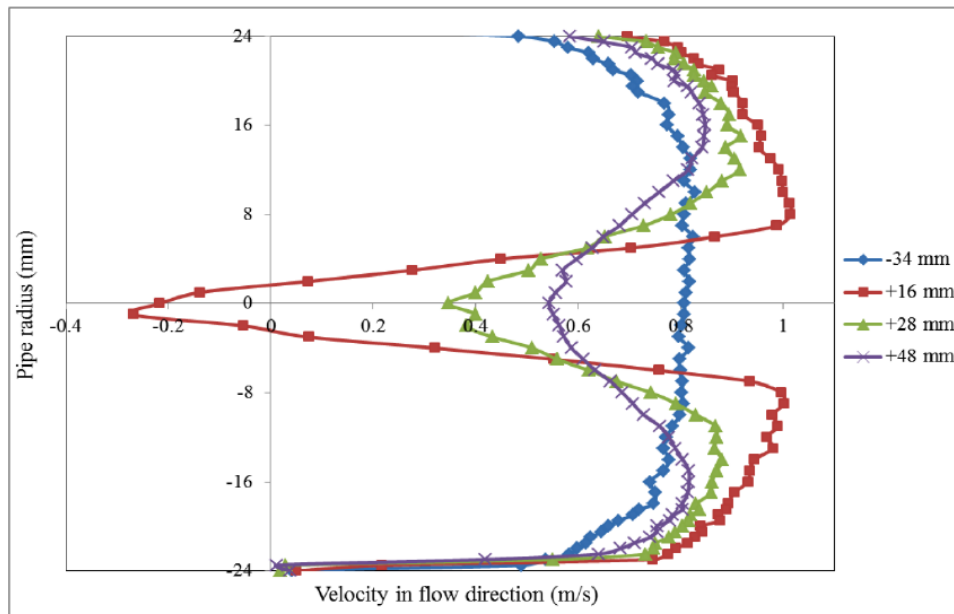 24
16
8
0
-8
-16
-24
-0.4
-0.2
0
0.2
0.4
0.6
0.8
1
Pipe radius (mm)
Velocity in flow direction (m/s)
-34 mm
+16 mm
+28 mm
+48 mm